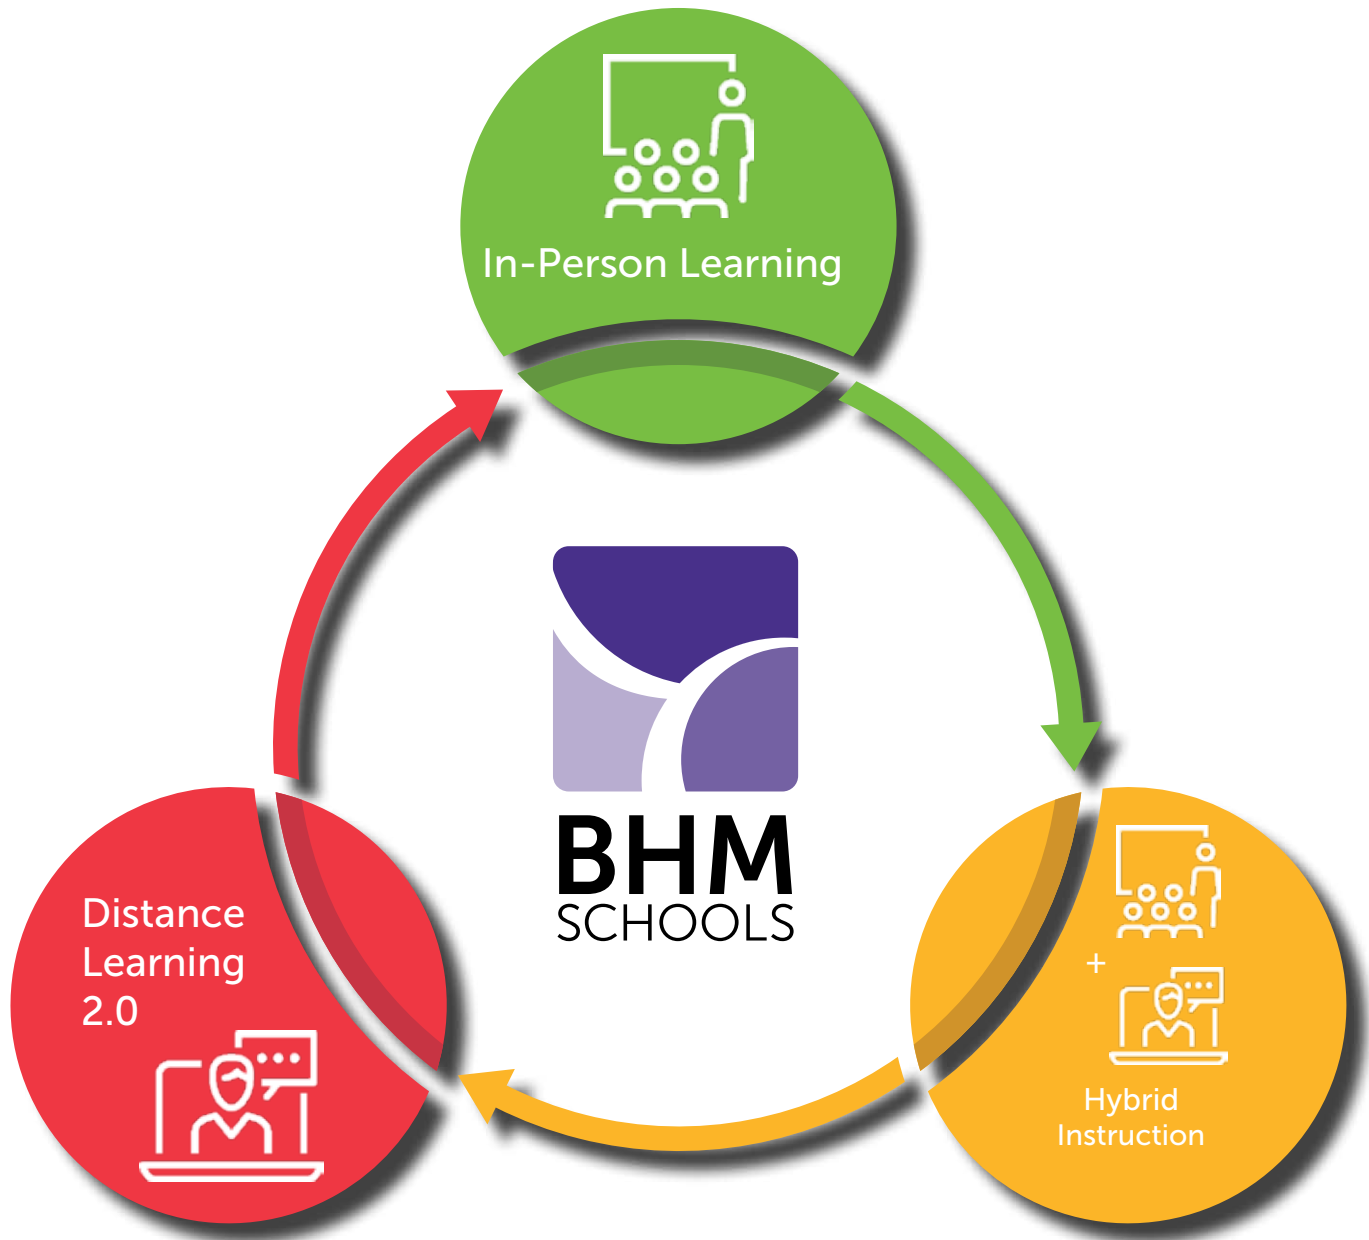 In-Person Learning
BHM
SCHOOLS
Distance
Learning
2.0
+
Hybrid
Instruction